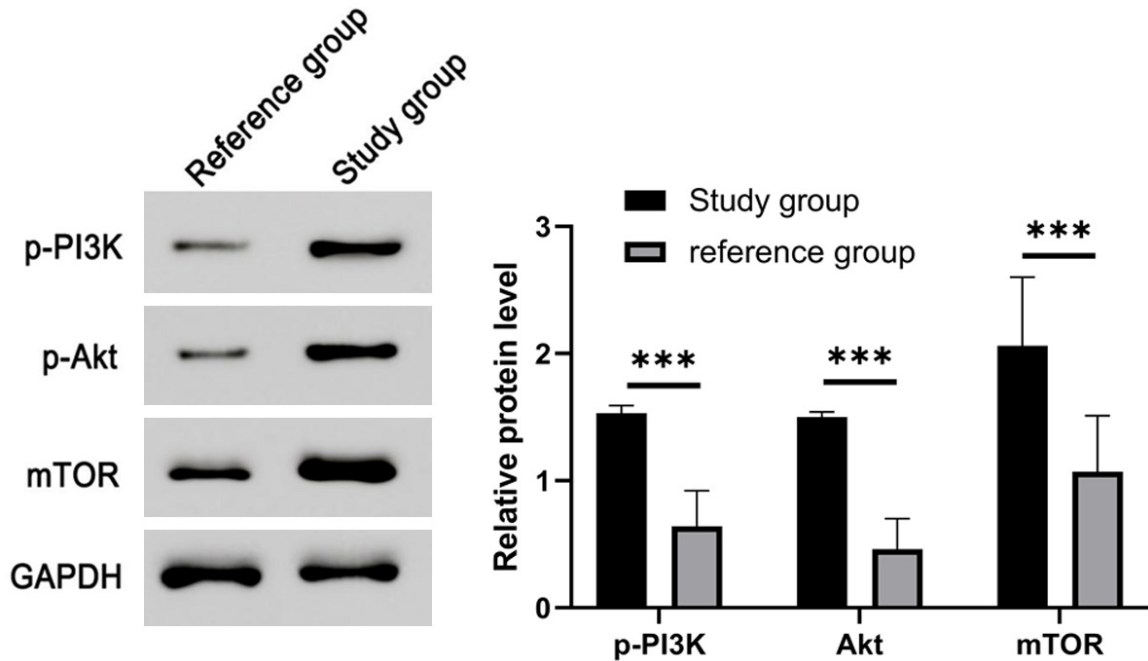 Reference group
Study group
p-PI3K
p-Akt
mTOR
GAPDH
Study group
reference group
Relative protein level
3
2
1
0
***
***
***
p-PI3K
Akt
mTOR